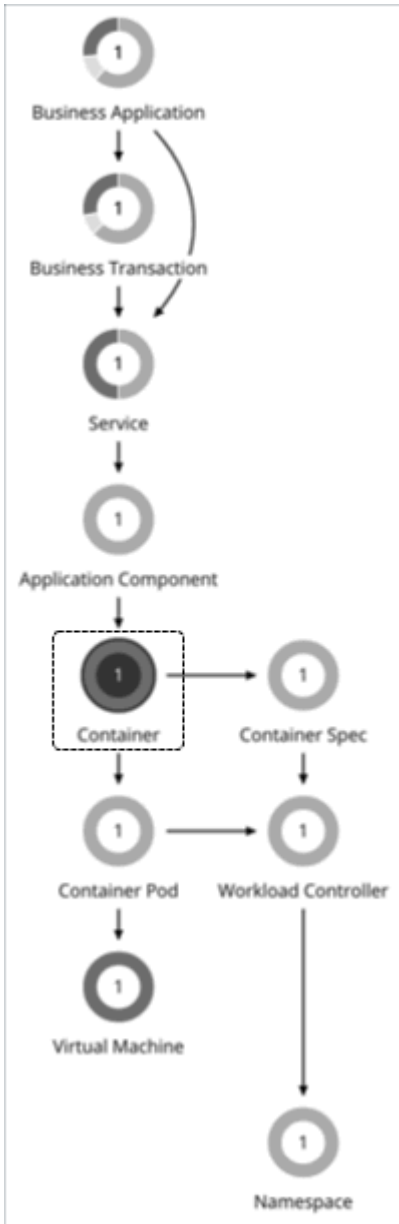 1
Business Application
1
Business Transaction
1
Service
1
Application Component
1
Container
1
Container Spec
1
Container Pod
1
Workload Controller
1
Virtual Machine
1
Namespace